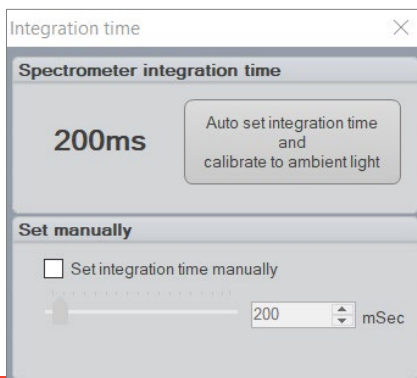 Integration time
Spectrometer integration time
200ms
Auto set integration time
and
calibrate to ambient light
Set manually
Set integration time manually
200
mSec